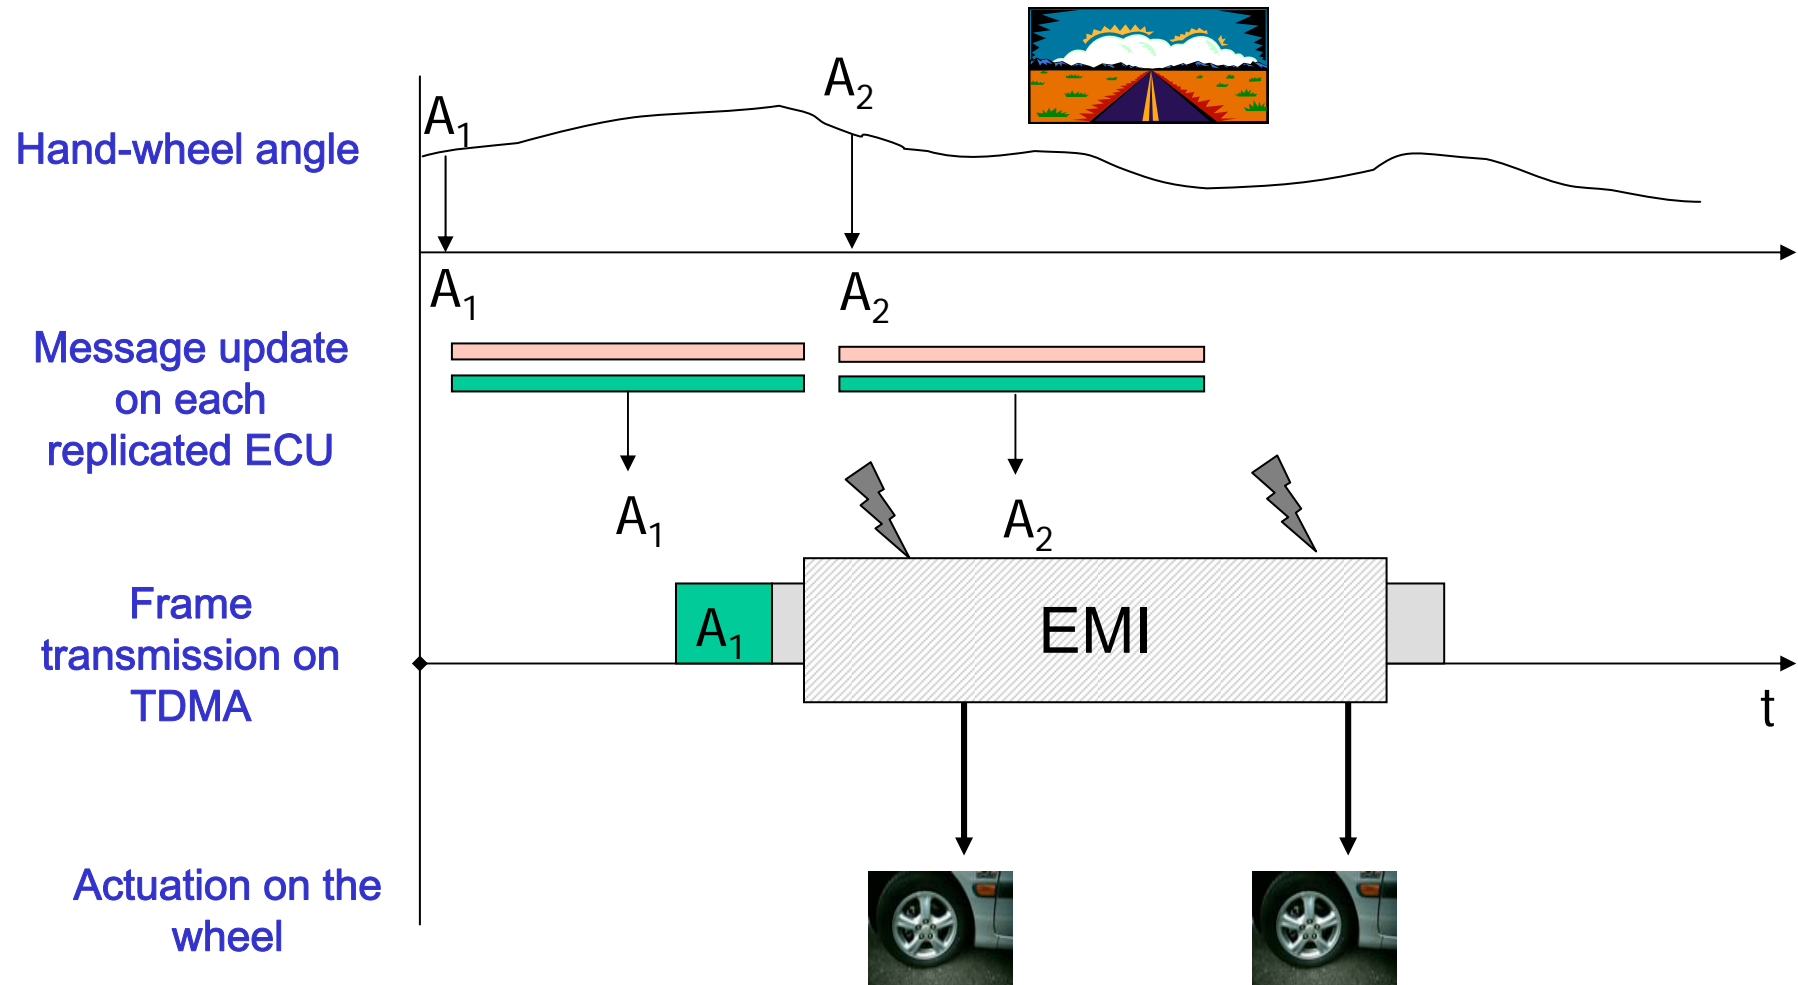 A2
A1
Hand-wheel angle
A1
A2
Message update
on each
replicated ECU
A1
A2
Frame
transmission on
TDMA
A1
EMI
t
Actuation on the
wheel